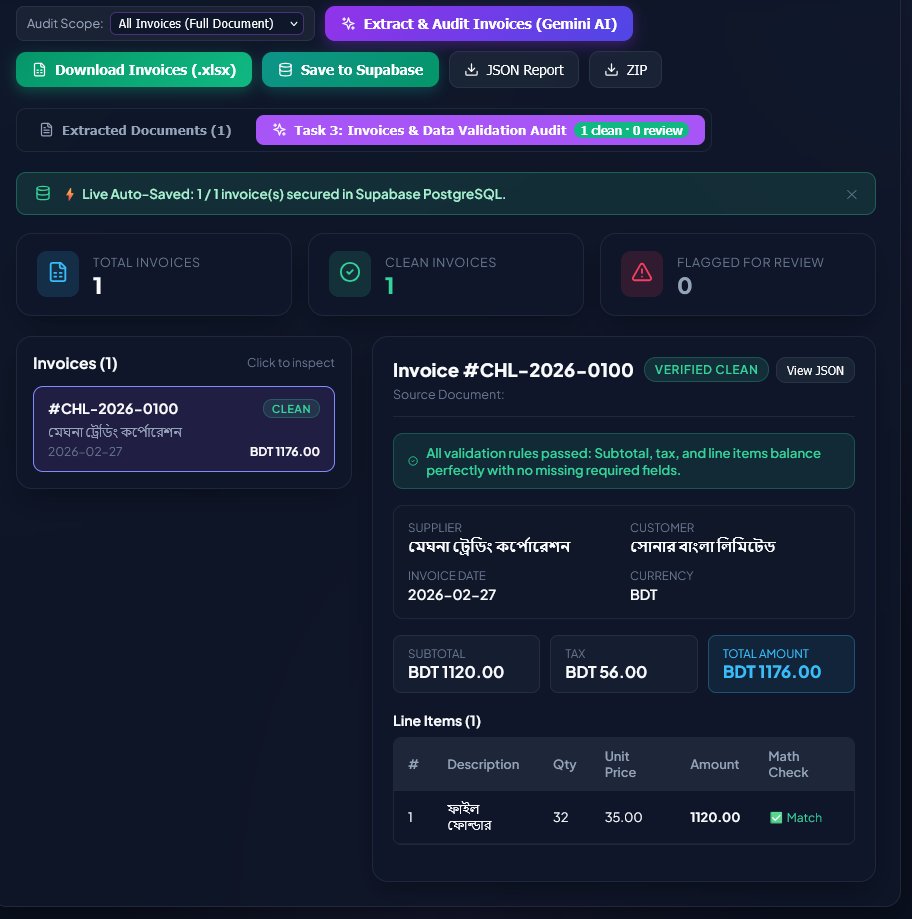 Audit Scope: All Invoices (Full Document) Extract & Audit Invoices (Gemini AI)
Download Invoices (.xlsx) Save to Supabase JSON Report ZIP
Extracted Documents (1) Task 3: Invoices & Data Validation Audit 1 clean · 0 review
Live Auto-Saved: 1 / 1 invoice(s) secured in Supabase PostgreSQL.
TOTAL INVOICES
1
CLEAN INVOICES
1
FLAGGED FOR REVIEW
0
Invoices (1) Click to inspect
#CHL-2026-0100 CLEAN
মেঘনা ট্রেডিং কর্পোরেশন
2026-02-27 BDT 1176.00
Invoice #CHL-2026-0100 VERIFIED CLEAN View JSON
Source Document:
All validation rules passed: Subtotal, tax, and line items balance
perfectly with no missing required fields.
SUPPLIER CUSTOMER
মেঘনা ট্রেডিং কর্পোরেশন সোনার বাংলা লিমিটেড
INVOICE DATE CURRENCY
2026-02-27 BDT
SUBTOTAL TAX TOTAL AMOUNT
BDT 1120.00 BDT 56.00 BDT 1176.00
Line Items (1)
# Description Qty Unit Price Amount Math Check
1 ফাইল ফোল্ডার 32 35.00 1120.00 ✅ Match